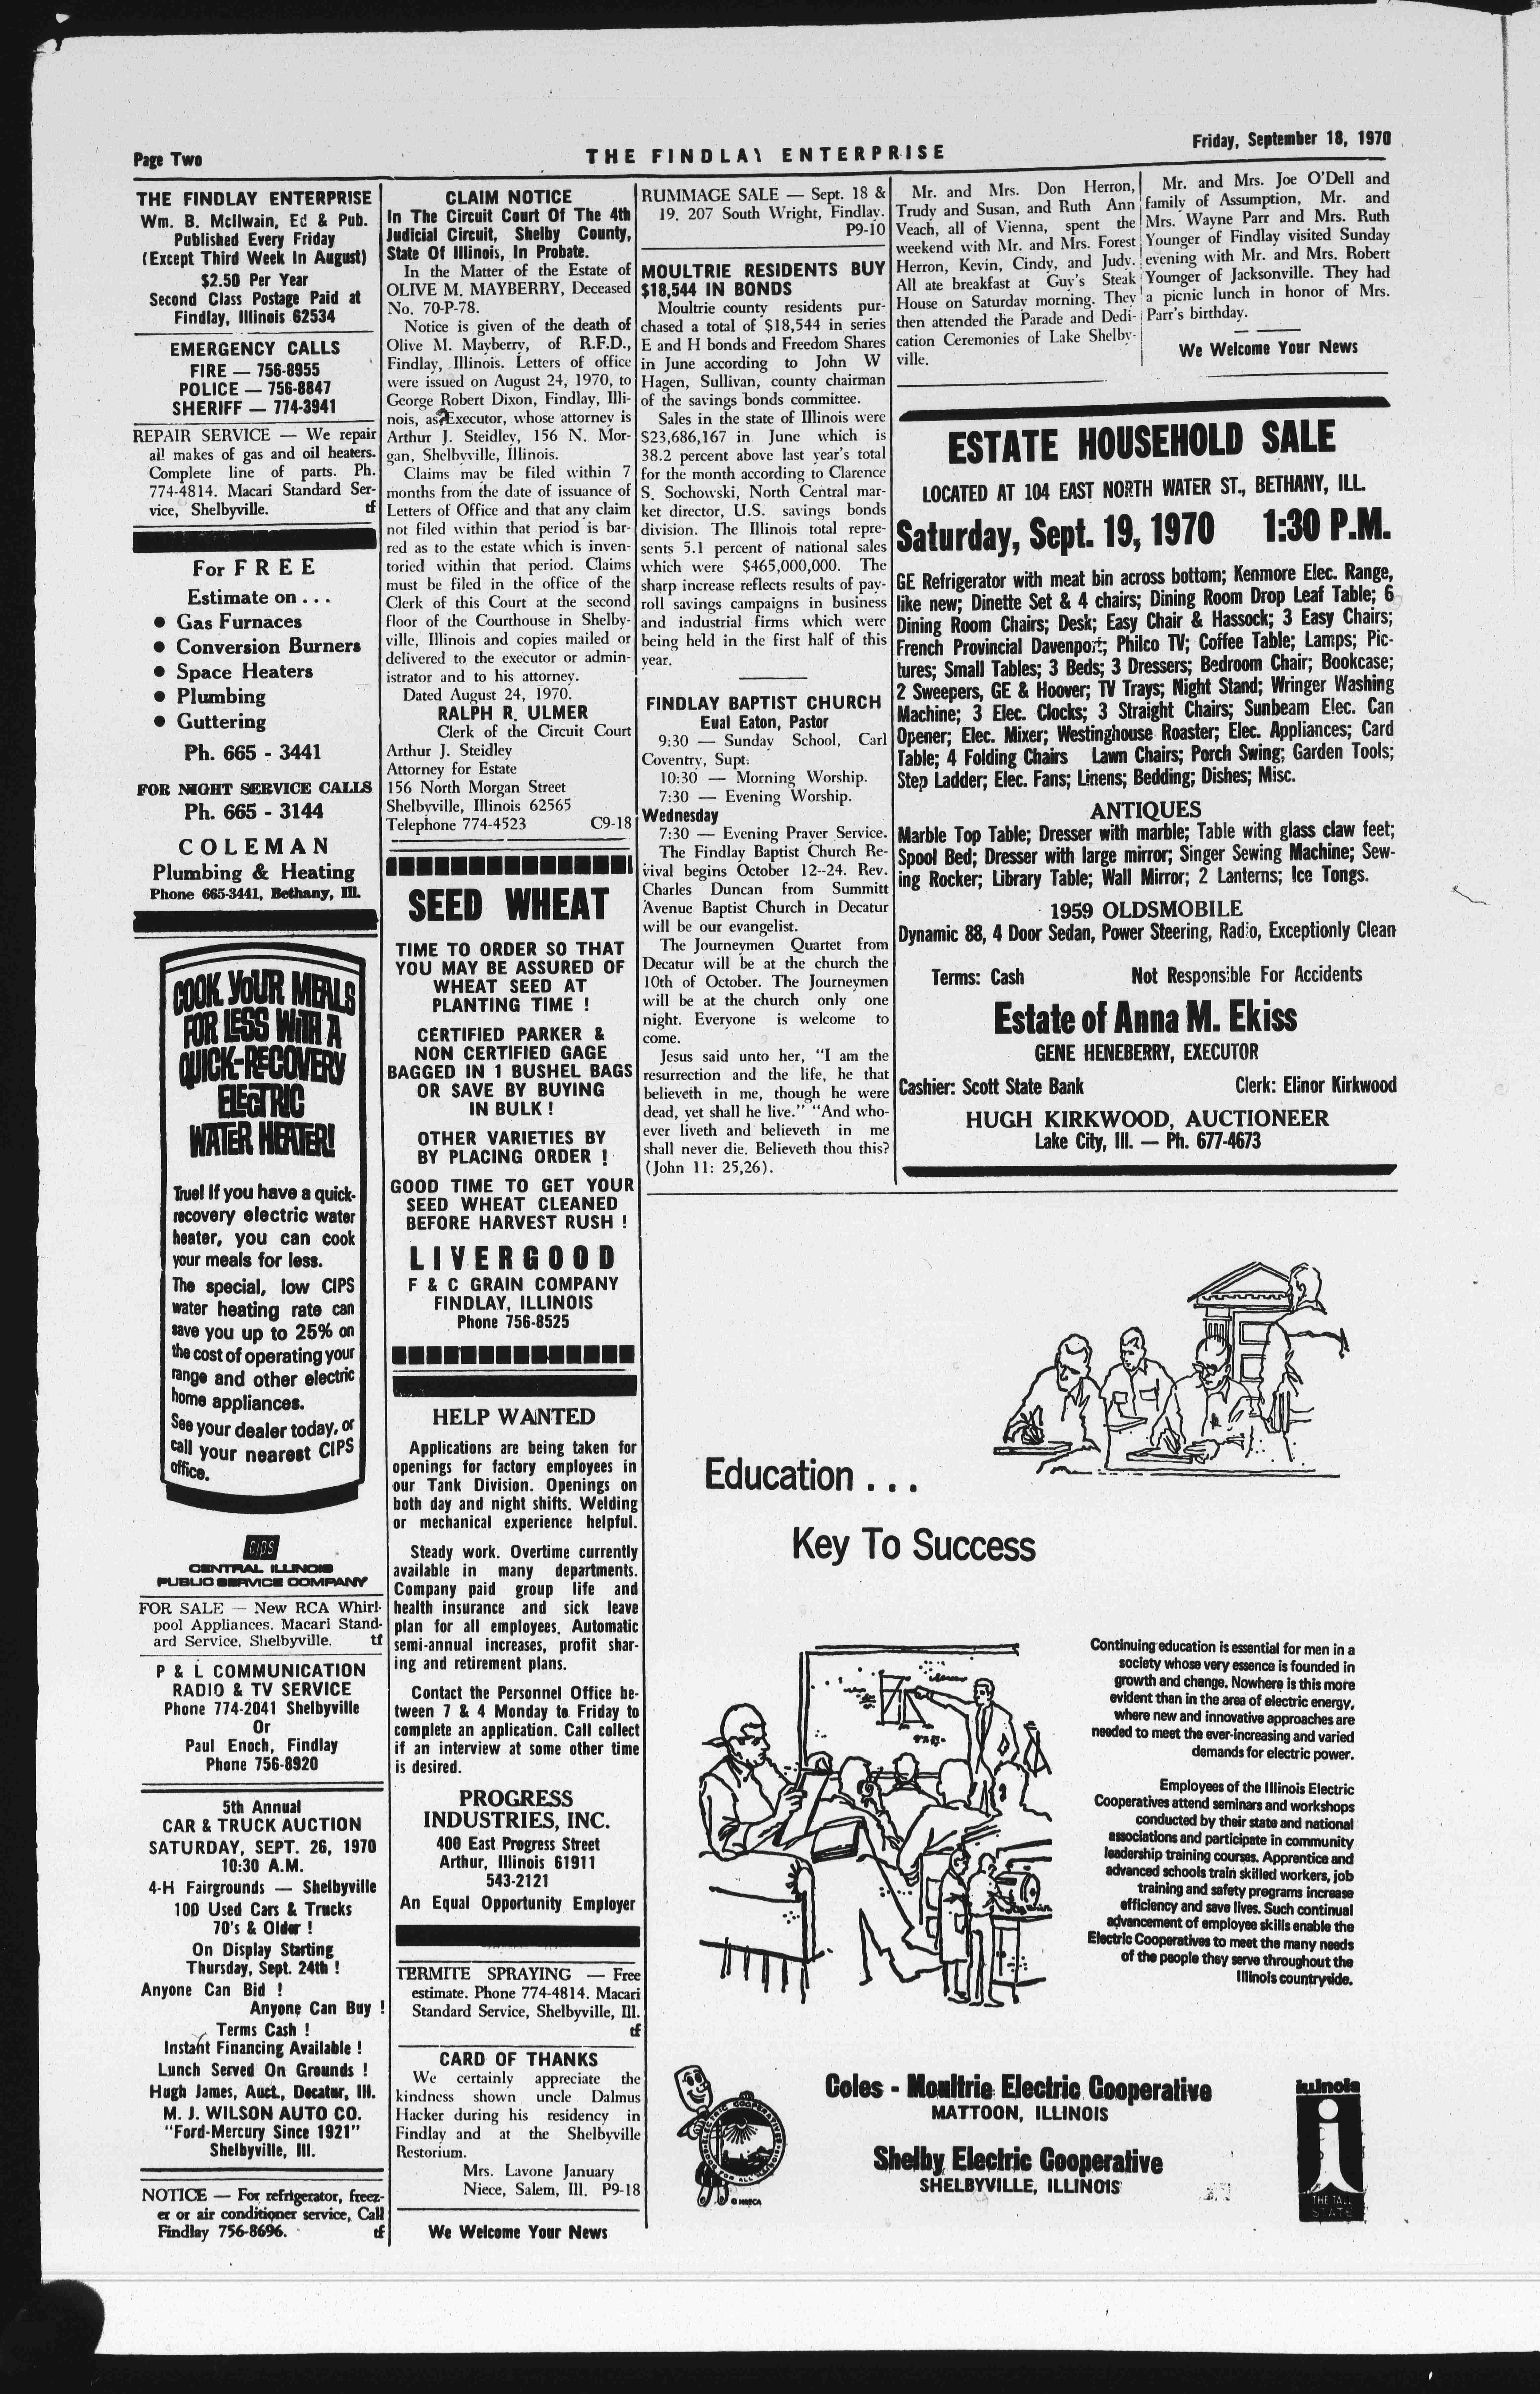 Page Two
THE FINDLAY ENTERPRISE
Friday, September 18, 1970
THE FINDLAY ENTERPRISE
Wm. B. McIlwain, Ed & Pub.
Published Every Friday
(Except Third Week In August)
$2.50 Per Year
Second Class Postage Paid at
Findlay, Illinois 62534
EMERGENCY CALLS
FIRE — 756-8955
POLICE — 756-8847
SHERIFF — 774-3941
REPAIR SERVICE — We repair
all makes of gas and oil heaters.
Complete line of parts. Ph.
774-4814. Macari Standard Ser-
vice, Shelbyville. tf
For FREE
Estimate on . . .
● Gas Furnaces
● Conversion Burners
● Space Heaters
● Plumbing
● Guttering
Ph. 665 - 3441
FOR NIGHT SERVICE CALLS
Ph. 665 - 3144
COLEMAN
Plumbing & Heating
Phone 665-3441, Bethany, Ill.
COOK YOUR MEALS
FOR LESS WITH A
QUICK-RECOVERY
ELECTRIC
WATER HEATER!
True! If you have a quick-
recovery electric water
heater, you can cook
your meals for less.
The special, low CIPS
water heating rate can
save you up to 25% on
the cost of operating your
range and other electric
home appliances.
See your dealer today, or
call your nearest CIPS
office.
CIPS
CENTRAL ILLINOIS
PUBLIC SERVICE COMPANY
FOR SALE — New RCA Whirl-
pool Appliances. Macari Stand-
ard Service, Shelbyville. tf
P & L COMMUNICATION
RADIO & TV SERVICE
Phone 774-2041 Shelbyville
Or
Paul Enoch, Findlay
Phone 756-8920
5th Annual
CAR & TRUCK AUCTION
SATURDAY, SEPT. 26, 1970
10:30 A.M.
4-H Fairgrounds — Shelbyville
100 Used Cars & Trucks
70's & Older !
On Display Starting
Thursday, Sept. 24th !
Anyone Can Bid !
Anyone Can Buy !
Terms Cash !
Instant Financing Available !
Lunch Served On Grounds !
Hugh James, Auct., Decatur, Ill.
M. J. WILSON AUTO CO.
"Ford-Mercury Since 1921"
Shelbyville, Ill.
NOTICE — For refrigerator, freez-
er or air conditioner service, Call
Findlay 756-8696. tf
CLAIM NOTICE
In The Circuit Court Of The 4th
Judicial Circuit, Shelby County,
State Of Illinois, In Probate.
In the Matter of the Estate of
OLIVE M. MAYBERRY, Deceased
No. 70-P-78.
Notice is given of the death of
Olive M. Mayberry, of R.F.D.,
Findlay, Illinois. Letters of office
were issued on August 24, 1970, to
George Robert Dixon, Findlay, Illi-
nois, as Executor, whose attorney is
Arthur J. Steidley, 156 N. Mor-
gan, Shelbyville, Illinois.
Claims may be filed within 7
months from the date of issuance of
Letters of Office and that any claim
not filed within that period is bar-
red as to the estate which is inven-
toried within that period. Claims
must be filed in the office of the
Clerk of this Court at the second
floor of the Courthouse in Shelby-
ville, Illinois and copies mailed or
delivered to the executor or admin-
istrator and to his attorney.
Dated August 24, 1970.
RALPH R. ULMER
Clerk of the Circuit Court
Arthur J. Steidley
Attorney for Estate
156 North Morgan Street
Shelbyville, Illinois 62565
Telephone 774-4523 C9-18
SEED WHEAT
TIME TO ORDER SO THAT
YOU MAY BE ASSURED OF
WHEAT SEED AT
PLANTING TIME !
CERTIFIED PARKER &
NON CERTIFIED GAGE
BAGGED IN 1 BUSHEL BAGS
OR SAVE BY BUYING
IN BULK !
OTHER VARIETIES BY
BY PLACING ORDER !
GOOD TIME TO GET YOUR
SEED WHEAT CLEANED
BEFORE HARVEST RUSH !
LIVERGOOD
F & C GRAIN COMPANY
FINDLAY, ILLINOIS
Phone 756-8525
HELP WANTED
Applications are being taken for
openings for factory employees in
our Tank Division. Openings on
both day and night shifts. Welding
or mechanical experience helpful.
Steady work. Overtime currently
available in many departments.
Company paid group life and
health insurance and sick leave
plan for all employees. Automatic
semi-annual increases, profit shar-
ing and retirement plans.
Contact the Personnel Office be-
tween 7 & 4 Monday to Friday to
complete an application. Call collect
if an interview at some other time
is desired.
PROGRESS
INDUSTRIES, INC.
400 East Progress Street
Arthur, Illinois 61911
543-2121
An Equal Opportunity Employer
TERMITE SPRAYING — Free
estimate. Phone 774-4814. Macari
Standard Service, Shelbyville, Ill.
tf
CARD OF THANKS
We certainly appreciate the
kindness shown uncle Dalmus
Hacker during his residency in
Findlay and at the Shelbyville
Restorium.
Mrs. Lavone January
Niece, Salem, Ill. P9-18
We Welcome Your News
RUMMAGE SALE — Sept. 18 &
19. 207 South Wright, Findlay.
P9-10
MOULTRIE RESIDENTS BUY
$18,544 IN BONDS
Moultrie county residents pur-
chased a total of $18,544 in series
E and H bonds and Freedom Shares
in June according to John W
Hagen, Sullivan, county chairman
of the savings bonds committee.
Sales in the state of Illinois were
$23,686,167 in June which is
38.2 percent above last year's total
for the month according to Clarence
S. Sochowski, North Central mar-
ket director, U.S. savings bonds
division. The Illinois total repre-
sents 5.1 percent of national sales
which were $465,000,000. The
sharp increase reflects results of pay-
roll savings campaigns in business
and industrial firms which were
being held in the first half of this
year.
FINDLAY BAPTIST CHURCH
Eual Eaton, Pastor
9:30 — Sunday School, Carl
Coventry, Supt.
10:30 — Morning Worship.
7:30 — Evening Worship.
Wednesday
7:30 — Evening Prayer Service.
The Findlay Baptist Church Re-
vival begins October 12--24. Rev.
Charles Duncan from Summitt
Avenue Baptist Church in Decatur
will be our evangelist.
The Journeymen Quartet from
Decatur will be at the church the
10th of October. The Journeymen
will be at the church only one
night. Everyone is welcome to
come.
Jesus said unto her, "I am the
resurrection and the life, he that
believeth in me, though he were
dead, yet shall he live." "And who-
ever liveth and believeth in me
shall never die. Believeth thou this?
(John 11: 25,26).
Mr. and Mrs. Don Herron,
Trudy and Susan, and Ruth Ann
Veach, all of Vienna, spent the
weekend with Mr. and Mrs. Forest
Herron, Kevin, Cindy, and Judy.
All ate breakfast at Guy's Steak
House on Saturday morning. They
then attended the Parade and Dedi-
cation Ceremonies of Lake Shelby-
ville.
Mr. and Mrs. Joe O'Dell and
family of Assumption, Mr. and
Mrs. Wayne Parr and Mrs. Ruth
Younger of Findlay visited Sunday
evening with Mr. and Mrs. Robert
Younger of Jacksonville. They had
a picnic lunch in honor of Mrs.
Parr's birthday.
We Welcome Your News
ESTATE HOUSEHOLD SALE
LOCATED AT 104 EAST NORTH WATER ST., BETHANY, ILL.
Saturday, Sept. 19, 1970 1:30 P.M.
GE Refrigerator with meat bin across bottom; Kenmore Elec. Range,
like new; Dinette Set & 4 chairs; Dining Room Drop Leaf Table; 6
Dining Room Chairs; Desk; Easy Chair & Hassock; 3 Easy Chairs;
French Provincial Davenport; Philco TV; Coffee Table; Lamps; Pic-
tures; Small Tables; 3 Beds; 3 Dressers; Bedroom Chair; Bookcase;
2 Sweepers, GE & Hoover; TV Trays; Night Stand; Wringer Washing
Machine; 3 Elec. Clocks; 3 Straight Chairs; Sunbeam Elec. Can
Opener; Elec. Mixer; Westinghouse Roaster; Elec. Appliances; Card
Table; 4 Folding Chairs Lawn Chairs; Porch Swing; Garden Tools;
Step Ladder; Elec. Fans; Linens; Bedding; Dishes; Misc.
ANTIQUES
Marble Top Table; Dresser with marble; Table with glass claw feet;
Spool Bed; Dresser with large mirror; Singer Sewing Machine; Sew-
ing Rocker; Library Table; Wall Mirror; 2 Lanterns; Ice Tongs.
1959 OLDSMOBILE
Dynamic 88, 4 Door Sedan, Power Steering, Radio, Exceptionly Clean
Terms: Cash Not Responsible For Accidents
Estate of Anna M. Ekiss
GENE HENEBERRY, EXECUTOR
Cashier: Scott State Bank Clerk: Elinor Kirkwood
HUGH KIRKWOOD, AUCTIONEER
Lake City, Ill. — Ph. 677-4673
Education . . .
Key To Success
Continuing education is essential for men in a
society whose very essence is founded in
growth and change. Nowhere is this more
evident than in the area of electric energy,
where new and innovative approaches are
needed to meet the ever-increasing and varied
demands for electric power.
Employees of the Illinois Electric
Cooperatives attend seminars and workshops
conducted by their state and national
associations and participate in community
leadership training courses. Apprentice and
advanced schools train skilled workers, job
training and safety programs increase
efficiency and save lives. Such continual
advancement of employee skills enable the
Electric Cooperatives to meet the many needs
of the people they serve throughout the
Illinois countryside.
Coles - Moultrie Electric Cooperative
MATTOON, ILLINOIS
Shelby Electric Cooperative
SHELBYVILLE, ILLINOIS
ELECTRIC COOPERATIVES
GOOD FOR ALL ILLINOIS
© NRECA
illinois
THE TALL
STATE